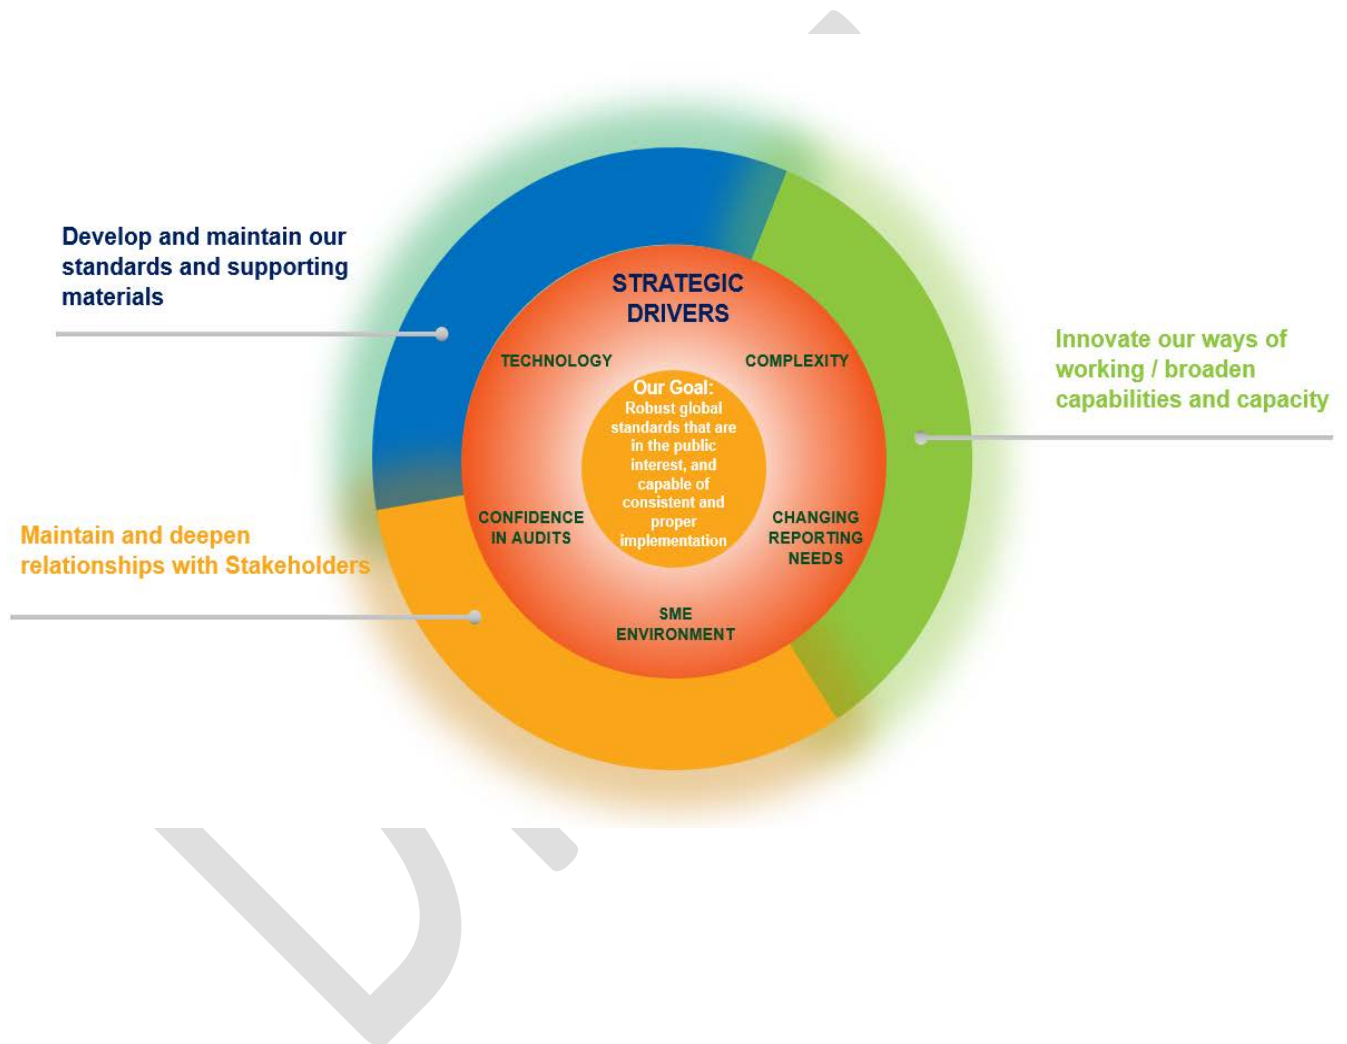 Develop and maintain our
standards and supporting
materials
STRATEGIC
DRIVERS
TECHNOLOGY
COMPLEXITY
Our Goal:
Robust global
standards that are
in the public
interest, and
capable of
consistent and
proper
implementation
Innovate our ways of
working / broaden
capabilities and capacity
CONFIDENCE
IN AUDITS
CHANGING
REPORTING
NEEDS
Maintain and deepen
relationships with Stakeholders
SME
ENVIRONMENT